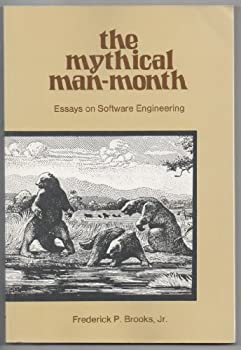 the
mythical
man-month
Essays on Software Engineering
Frederick P. Brooks, Jr.